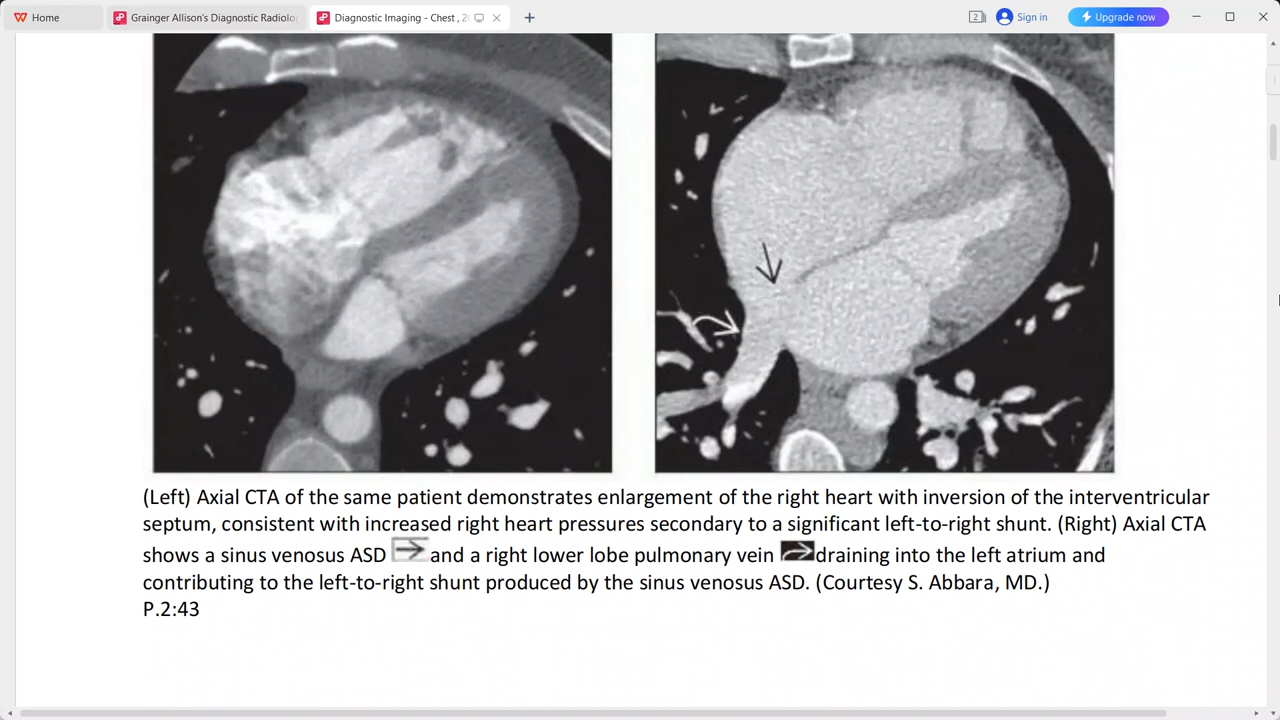 Home
Grainger Allison's Diagnostic Radiolo
Diagnostic Imaging - Chest , 2
2
Sign in
Upgrade now
(Left) Axial CTA of the same patient demonstrates enlargement of the right heart with inversion of the interventricular
septum, consistent with increased right heart pressures secondary to a significant left-to-right shunt. (Right) Axial CTA
shows a sinus venosus ASD and a right lower lobe pulmonary vein draining into the left atrium and
contributing to the left-to-right shunt produced by the sinus venosus ASD. (Courtesy S. Abbara, MD.)
P.2:43